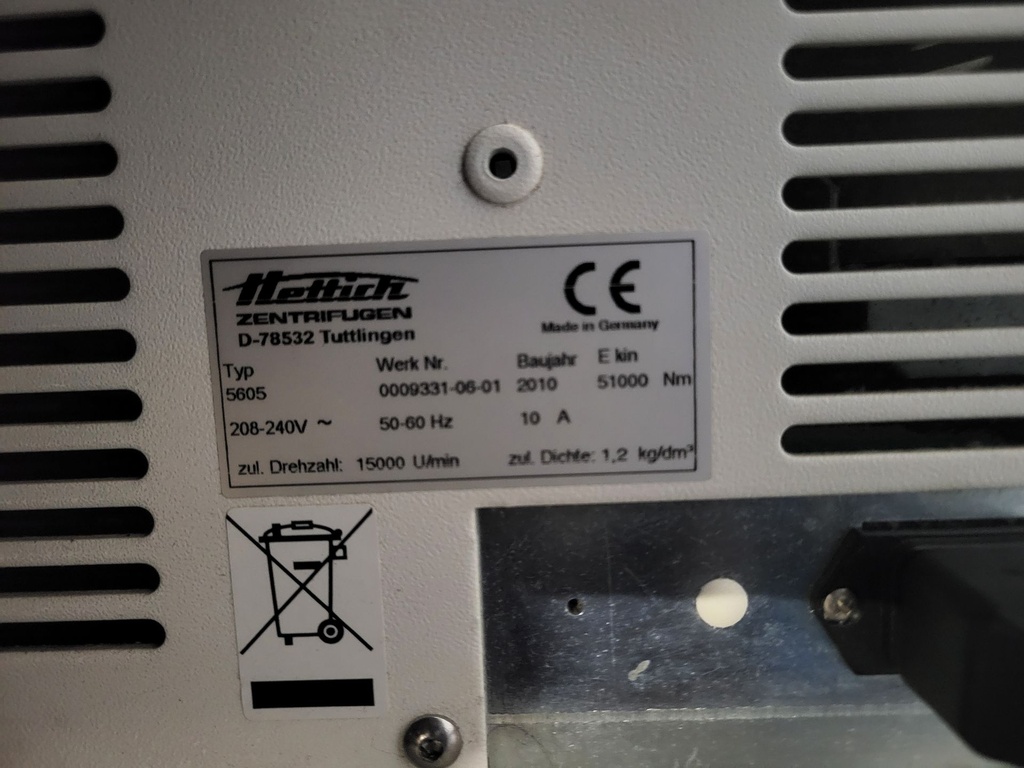 Hettich
ZENTRIFUGEN
D-78532 Tuttlingen
CE
Made in Germany
Typ Werk Nr. Baujahr E kin
5605 0009331-06-01 2010 51000 Nm
208-240V ~ 50-60 Hz 10 A
zul. Drehzahl: 15000 U/min zul. Dichte: 1,2 kg/dm³